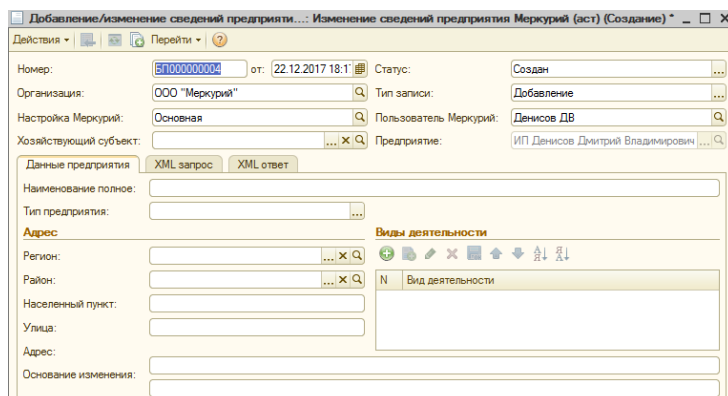 Добавление/изменение сведений предприяти...: Изменение сведений предприятия Меркурий (аст) (Создание) *
Действия Перейти
Номер: БП000000004 от: 22.12.2017 18:1 Статус: Создан
Организация: ООО "Меркурий" Тип записи: Добавление
Настройка Меркурий: Основная Пользователь Меркурий: Денисов ДВ
Хозяйствующий субъект: Предприятие: ИП Денисов Дмитрий Владимирович
Данные предприятия XML запрос XML ответ
Наименование полное:
Тип предприятия:
Адрес Виды деятельности
Регион:
Район: N Вид деятельности
Населенный пункт:
Улица:
Адрес:
Основание изменения: